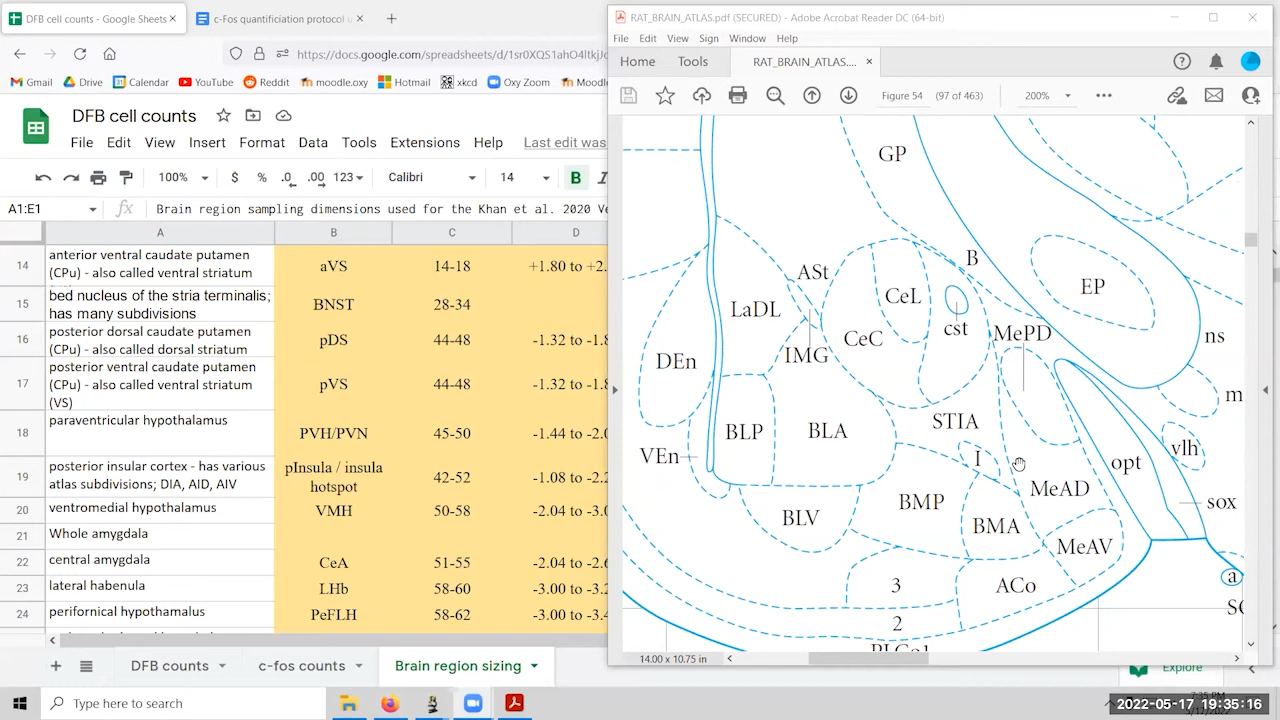 DFB cell counts - Google Sheets
c-Fos quantificiation protocol u
RAT_BRAIN_ATLAS.pdf (SECURED) - Adobe Acrobat Reader DC (64-bit)
File Edit View Sign Window Help
https://docs.google.com/spreadsheets/d/1sr0XQS1ahO4ltkjJc
Home Tools RAT_BRAIN_ATLAS....
Gmail Drive Calendar YouTube Reddit moodle.oxy Hotmail xkcd Oxy Zoom Moodl
Figure 54 (97 of 463) 200%
DFB cell counts
File Edit View Insert Format Data Tools Extensions Help Last edit was
100% $ % .0 .00 123 Calibri 14 B I
A1:E1 fx Brain region sampling dimensions used for the Khan et al. 2020 Ve
A B C D
14 anterior ventral caudate putamen
(CPu) - also called ventral striatum
aVS 14-18 +1.80 to +2.
15 bed nucleus of the stria terminalis;
has many subdivisions
BNST 28-34
16 posterior dorsal caudate putamen
(CPu) - also called dorsal striatum
pDS 44-48 -1.32 to -1.8
17 posterior ventral caudate putamen
(CPu) - also called ventral striatum
(VS)
pVS 44-48 -1.32 to -1.8
18 paraventricular hypothalamus
PVH/PVN 45-50 -1.44 to -2.0
19 posterior insular cortex - has various
atlas subdivisions; DIA, AID, AIV
pInsula / insula
hotspot
42-52 -1.08 to -2.2
20 ventromedial hypothalamus
VMH 50-58 -2.04 to -3.0
21 Whole amygdala
22 central amygdala
CeA 51-55 -2.04 to -2.6
23 lateral habenula
LHb 58-60 -3.00 to -3.2
24 perifornical hypothalamus
PeFLH 58-62 -3.00 to -3.4
GP
B
ASt
EP
CeL
LaDL
cst
MePD
ns
CeC
IMG
DEn
m
STIA
BLP
BLA
vlh
VEn
I
opt
MeAD
BMP
sox
BLV
BMA
MeAV
3
ACo
a
2
PLCo1
14.00 x 10.75 in
DFB counts c-fos counts Brain region sizing
Explore
Type here to search
7:35 PM
2022-05-17 19:35:16